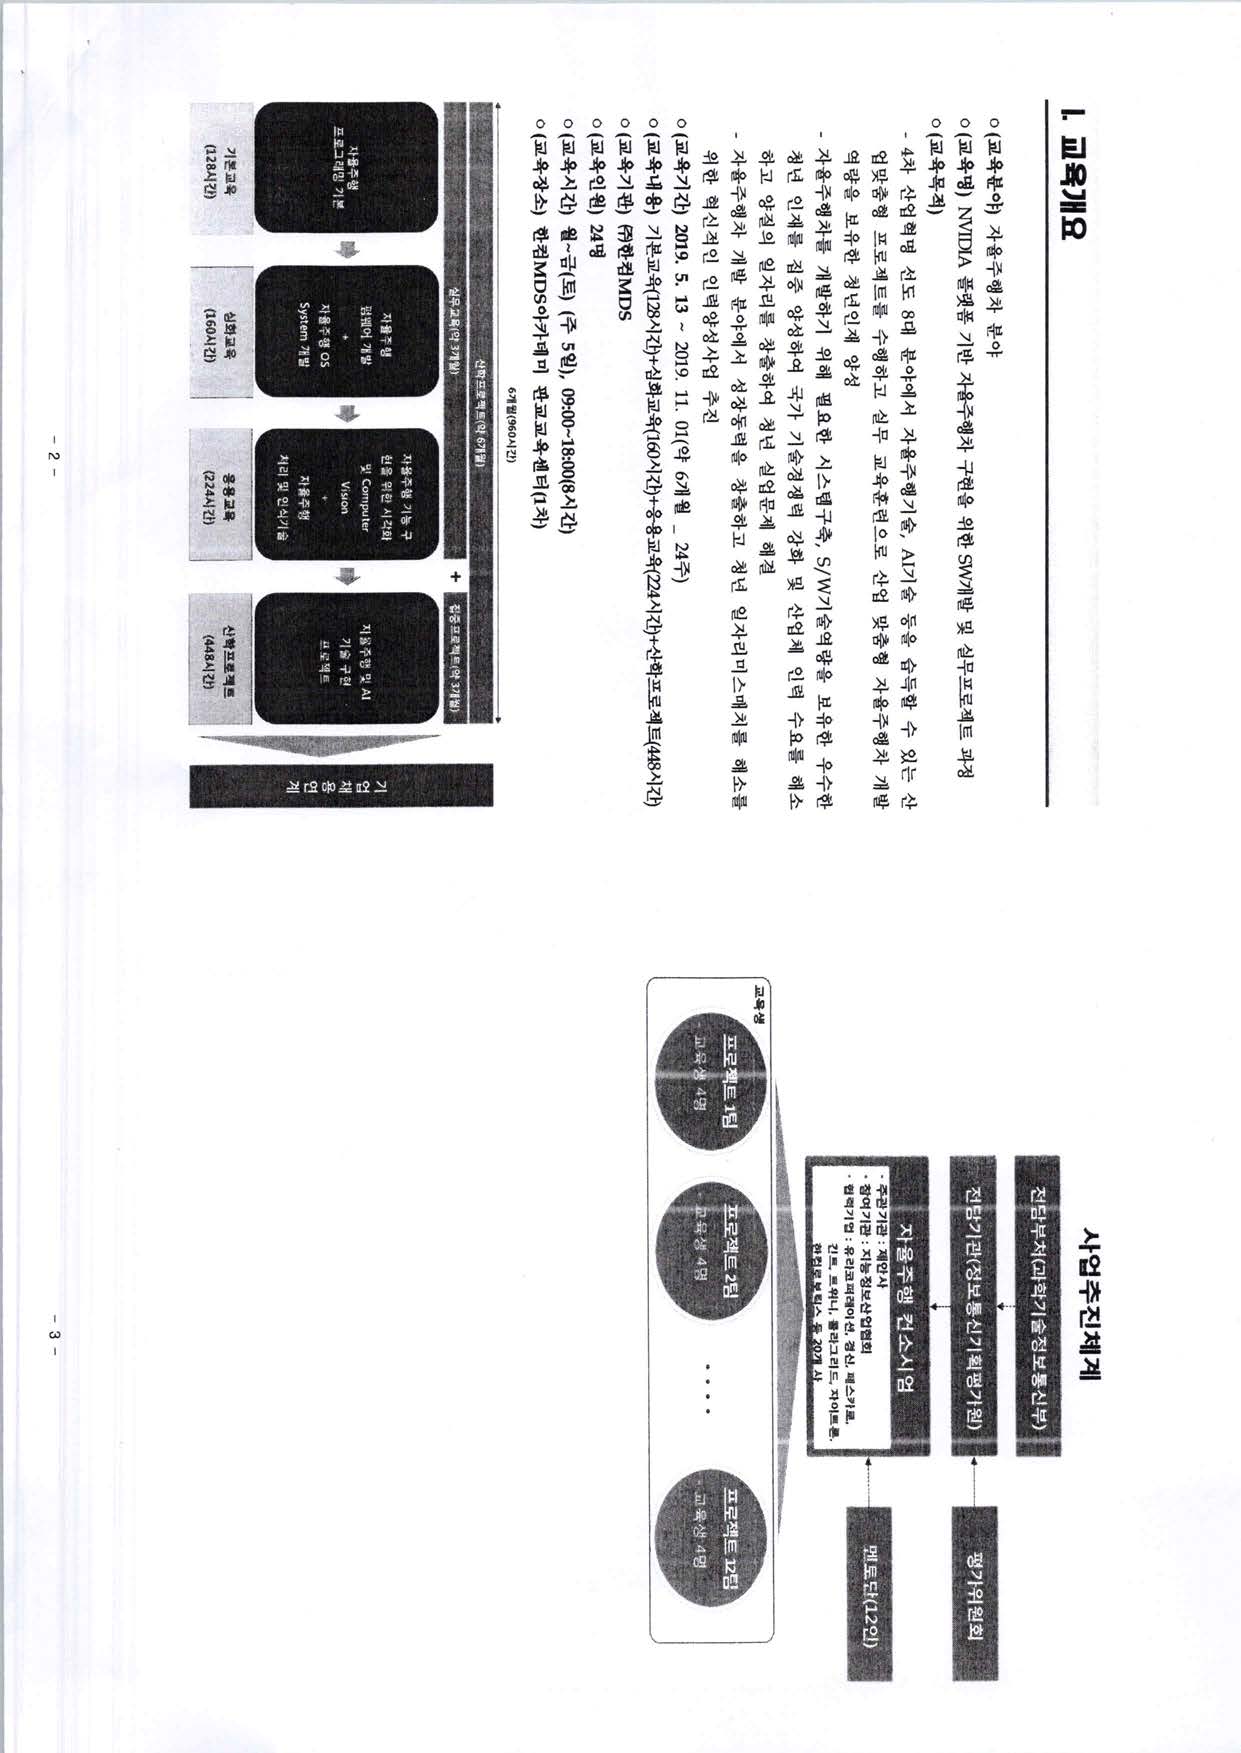 I. 교육개요
○(교육분야) 자율주행차 분야
○(교육명) NVIDIA 플랫폼 기반 자율주행차 구현을 위한 SW개발 및 실무프로젝트 과정
○(교육목적)
- 4차 산업혁명 선도 8대 분야에서 자율주행기술, AI기술 등을 습득할 수 있는 산
업맞춤형 프로젝트를 수행하고 실무 교육훈련으로 산업 맞춤형 자율주행차 개발
역량을 보유한 청년인재 양성
- 자율주행차를 개발하기 위해 필요한 시스템구축, S/W기술역량을 보유한 우수한
청년 인재를 집중 양성하여 국가 기술경쟁력 강화 및 산업체 인력 수요를 해소
하고 양질의 일자리를 창출하여 청년 실업문제 해결
- 자율주행차 개발 분야에서 성장동력을 창출하고 청년 일자리미스매치를 해소를
위한 혁신적인 인력양성사업 추진
○(교육기간) 2019. 5. 13 ~ 2019. 11. 01(약 6개월 _ 24주)
○(교육내용) 기본교육(128시간)+심화교육(160시간)+응용교육(224시간)+산학프로젝트(448시간)
○(교육기관) ㈜한컴MDS
○(교육인원) 24명
○(교육시간) 월~금(토) (주 5일), 09:00~18:00(8시간)
○(교육장소) 한컴MDS아카데미 판교교육센터(1차)
6개월(960시간)
산학프로젝트(약 6개월)
실무교육(약 3개월) + 집중프로젝트(약 3개월)
자율주행
프로그래밍 기본
자율주행
펌웨어 개발
+
자율주행 OS
System 개발
자율주행 기능 구
현을 위한 시각화
및 Computer
Vision
+
자율주행
처리 및 인식기술
자율주행 및 AI
기술 구현
프로젝트
기본교육
(128시간)
심화교육
(160시간)
응용교육
(224시간)
산학프로젝트
(448시간)
기업채용연계
- 2 -
사업추진체계
전담부처(과학기술정보통신부)
전담기관(정보통신기획평가원)
평가위원회
자율주행 컨소시엄
· 주관기관 : 제안사
· 참여기관 : 지능정보산업협회
· 협력기업 : 유라코퍼레이션, 경신, 페스카로,
긴트, 트위니, 플라그리드, 자이트론,
한컴로보틱스 등 20개 사
멘토단(12인)
교육생
프로젝트 1팀
- 교육생 4명
프로젝트 2팀
- 교육생 4명
· · · ·
프로젝트 12팀
- 교육생 4명
- 3 -